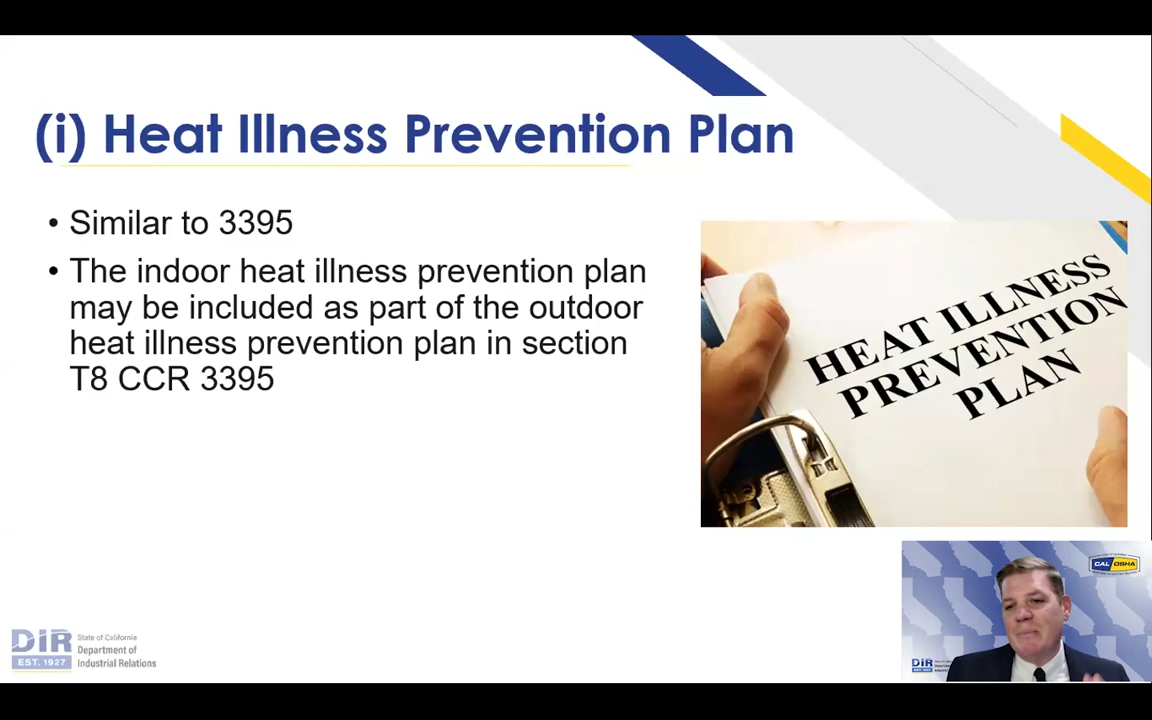 (i) Heat Illness Prevention Plan
• Similar to 3395
• The indoor heat illness prevention plan
may be included as part of the outdoor
heat illness prevention plan in section
T8 CCR 3395
HEAT ILLNESS
PREVENTION
PLAN
CAL OSHA
DIR
EST. 1927
State of California
Department of
Industrial Relations
DIR